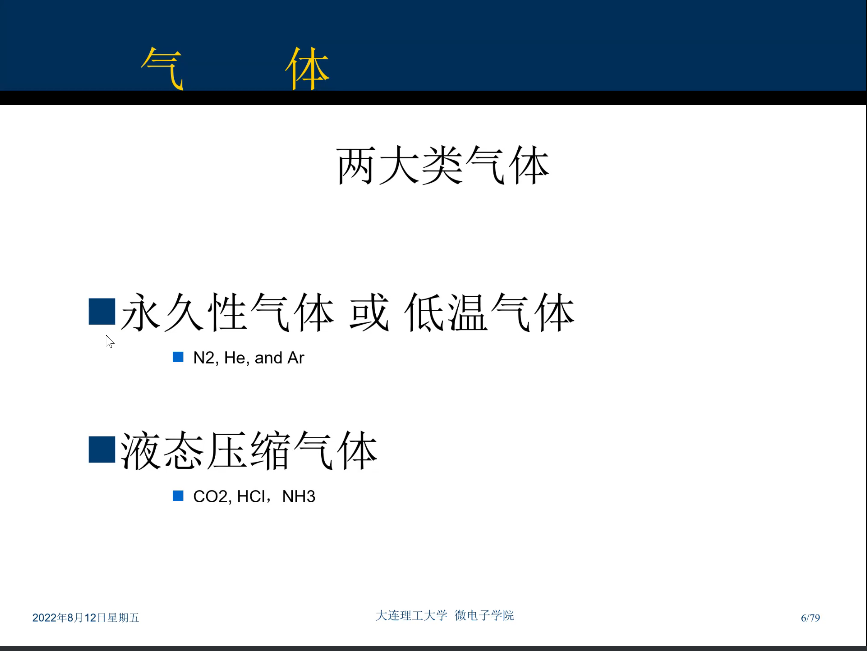 气 体
两大类气体
永久性气体 或 低温气体
N2, He, and Ar
液态压缩气体
CO2, HCl，NH3
2022年8月12日星期五 大连理工大学 微电子学院 6/79